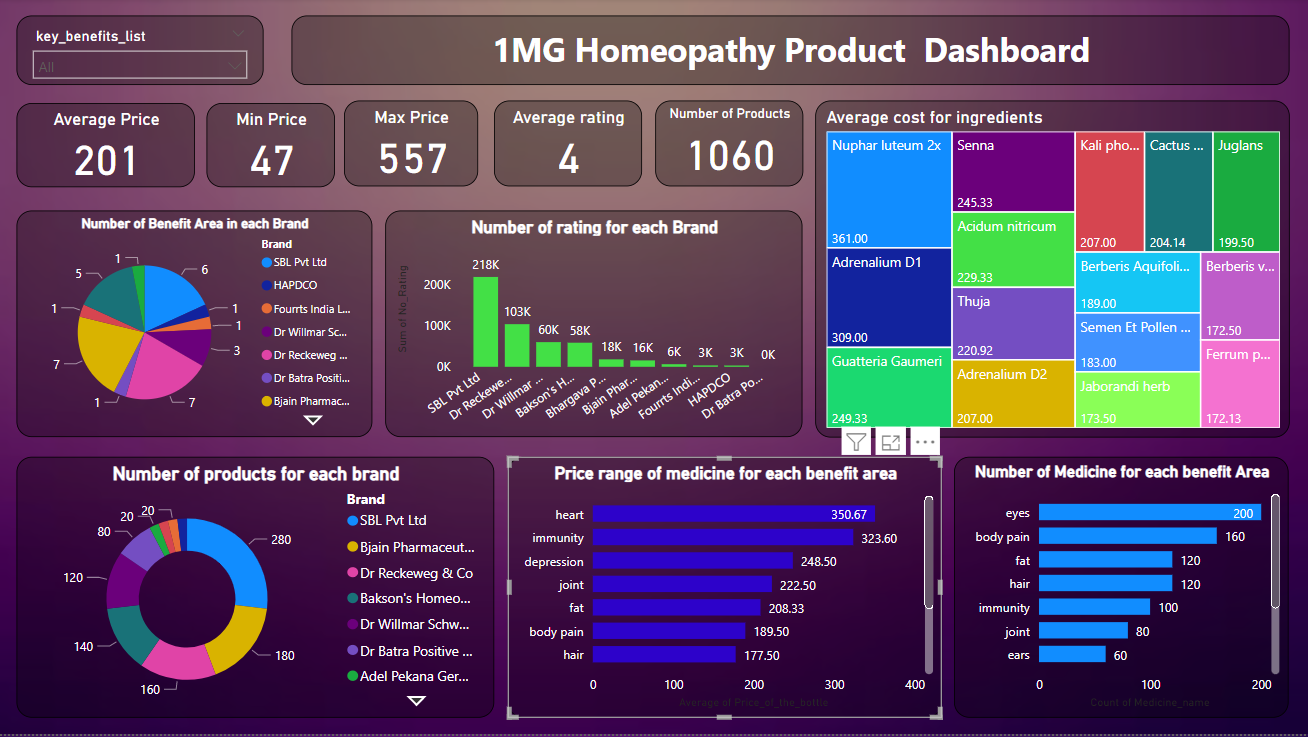 key_benefits_list
All
1MG Homeopathy Product Dashboard
Average Price
201
Min Price
47
Max Price
557
Average rating
4
Number of Products
1060
Average cost for ingredients
Nuphar luteum 2x
361.00
Adrenalium D1
309.00
Guatteria Gaumeri
249.33
Senna
245.33
Acidum nitricum
229.33
Thuja
220.92
Adrenalium D2
207.00
Kali pho...
207.00
Cactus ...
204.14
Juglans
199.50
Berberis Aquifoli...
189.00
Semen Et Pollen ...
183.00
Jaborandi herb
173.50
Berberis v...
172.50
Ferrum p...
172.13
Number of Benefit Area in each Brand
1
6
5
1
1
1
3
7
1
7
Brand
SBL Pvt Ltd
HAPDCO
Fourrts India L...
Dr Willmar Sc...
Dr Reckeweg ...
Dr Batra Positi...
Bjain Pharmac...
Number of rating for each Brand
Sum of No_Rating
200K
100K
0K
218K
103K
60K
58K
18K
16K
6K
3K
3K
0K
SBL Pvt Ltd
Dr Reckewe...
Dr Willmar ...
Bakson's H...
Bhargava P...
Bjain Phar...
Adel Pekan...
Fourrts Indi...
HAPDCO
Dr Batra Po...
Number of products for each brand
20
20
80
280
120
140
180
160
Brand
SBL Pvt Ltd
Bjain Pharmaceut...
Dr Reckeweg & Co
Bakson's Homeo...
Dr Willmar Schw...
Dr Batra Positive ...
Adel Pekana Ger...
Price range of medicine for each benefit area
heart 350.67
immunity 323.60
depression 248.50
joint 222.50
fat 208.33
body pain 189.50
hair 177.50
0 100 200 300 400
Average of Price_of_the_bottle
Number of Medicine for each benefit Area
eyes 200
body pain 160
fat 120
hair 120
immunity 100
joint 80
ears 60
0 100 200
Count of Medicine_name